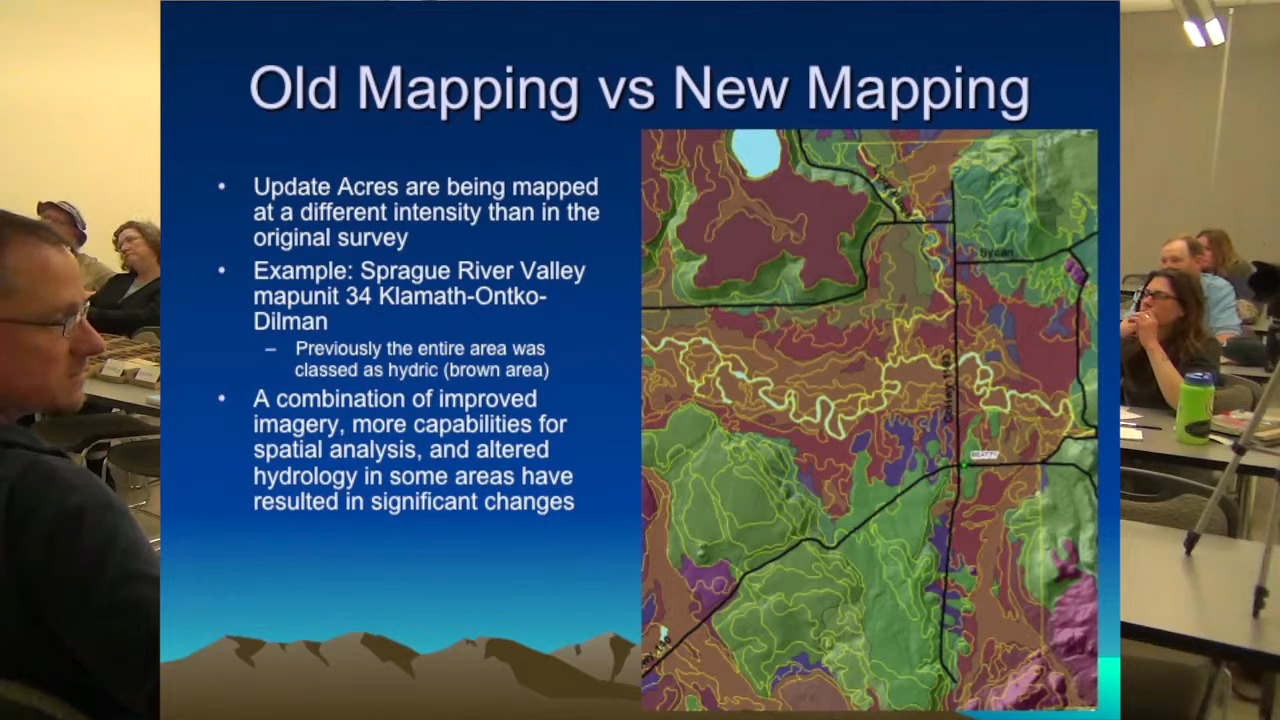 Old Mapping vs New Mapping
• Update Acres are being mapped
at a different intensity than in the
original survey
• Example: Sprague River Valley
mapunit 34 Klamath-Ontko-
Dilman
– Previously the entire area was
classed as hydric (brown area)
• A combination of improved
imagery, more capabilities for
spatial analysis, and altered
hydrology in some areas have
resulted in significant changes
Sycan
BEATTY